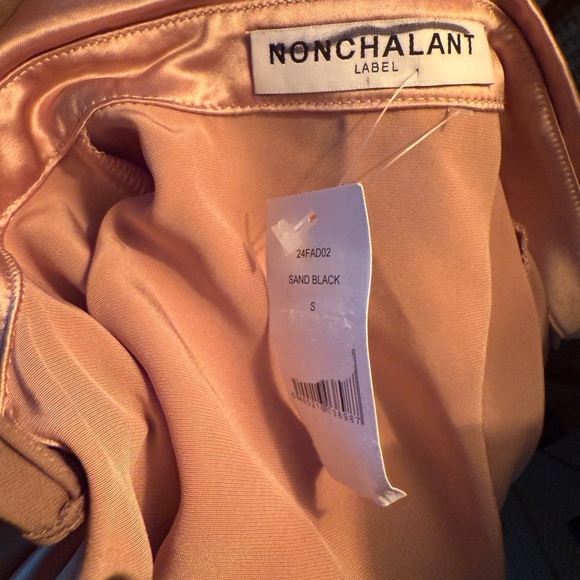 NONCHALANT
LABEL
24FAD02
SAND BLACK
S